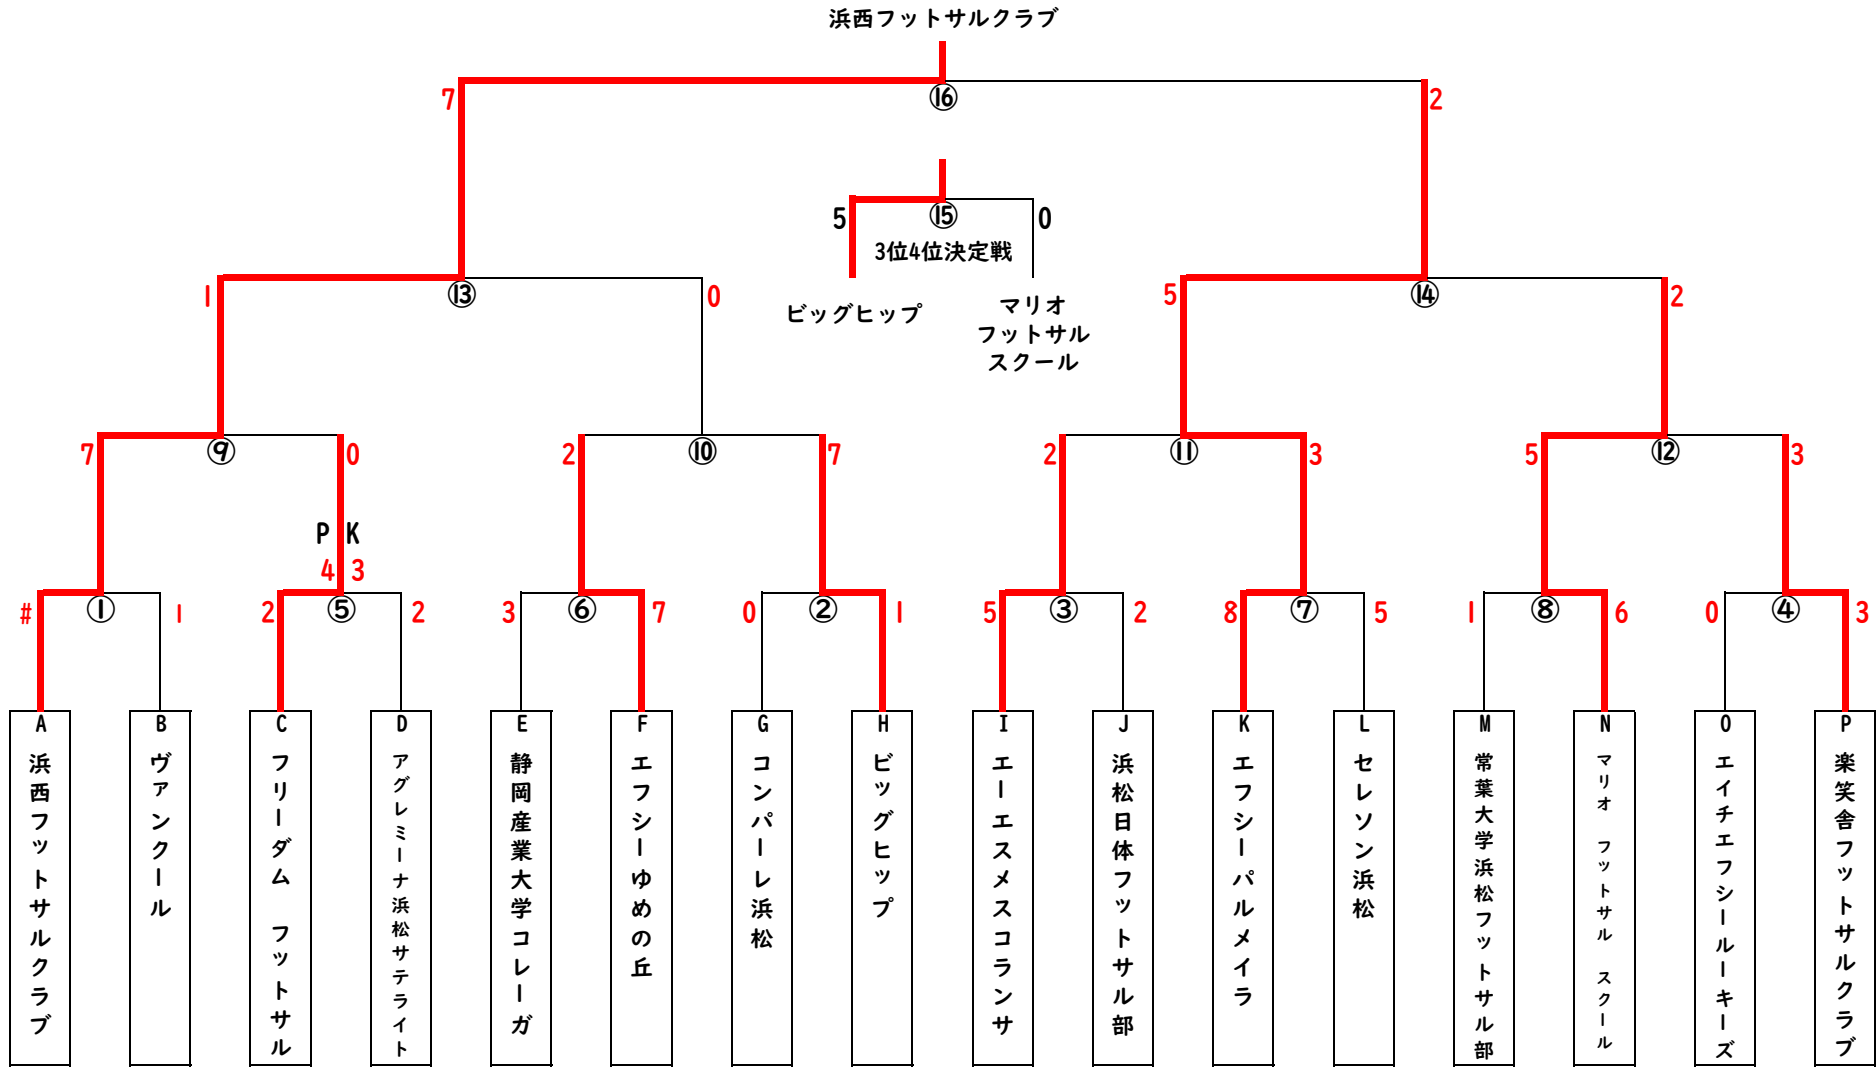 浜西フットサルクラブ
7 ⑯ 2
5 ⑮ 0
3位4位決定戦
1 ⑬ 0
5 ⑭ 2
ビッグヒップ
マリオ
フットサル
スクール
7 ⑨ 0
2 ⑩ 7
2 ⑪ 3
5 ⑫ 3
PK
4 3
# ① 1
2 ⑤ 2
3 ⑥ 7
0 ② 1
5 ③ 2
8 ⑦ 5
1 ⑧ 6
0 ④ 3
A 浜西フットサルクラブ
B ヴァンクール
C フリーダム フットサル
D アグレミーナ浜松サテライト
E 静岡産業大学コレーガ
F エフシーゆめの丘
G コンパーレ浜松
H ビッグヒップ
I エーエスメスコランサ
J 浜松日体フットサル部
K エフシーパルメイラ
L セレソン浜松
M 常葉大学浜松フットサル部
N マリオ フットサル スクール
O エイチエフシールーキーズ
P 楽笑舎フットサルクラブ